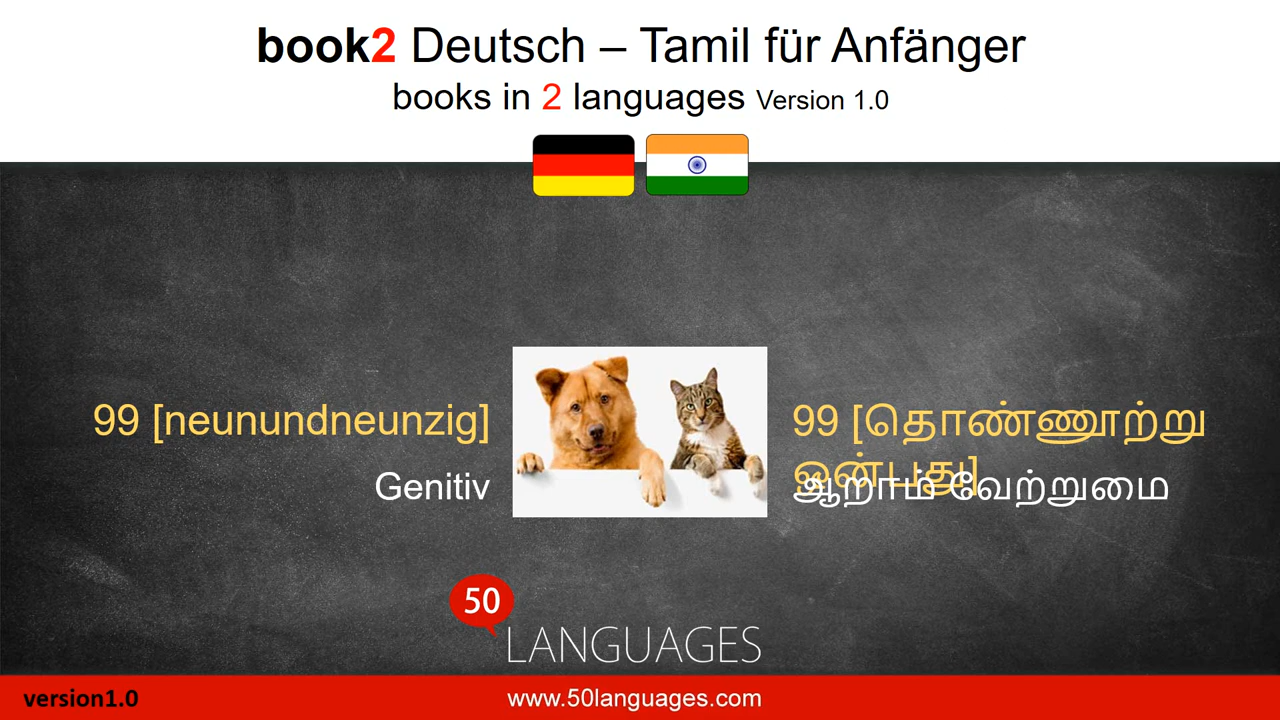 book2 Deutsch – Tamil für Anfänger
books in 2 languages Version 1.0
99 [neunundneunzig]
Genitiv
99 [தொண்ணூற்று
ஒன்பது]
ஆறாம் வேற்றுமை
50
LANGUAGES
version1.0
www.50languages.com